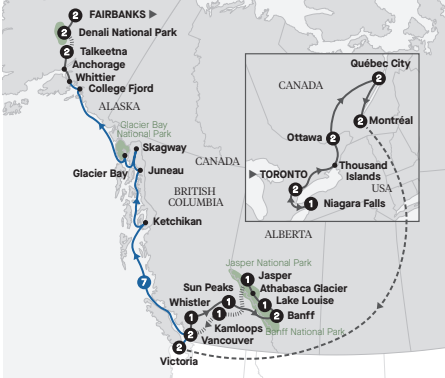 2 FAIRBANKS ▶
2 Denali National Park
2 Talkeetna
Anchorage
Whittier
College Fjord
ALASKA
Glacier Bay
National Park
Skagway
Glacier Bay
Juneau
CANADA
BRITISH
COLUMBIA
Ketchikan
7
ALBERTA
Jasper National Park
1 Jasper
Athabasca Glacier
1 Lake Louise
2 Banff
Banff National Park
Sun Peaks
1
Whistler
1
1
Kamloops
2 Vancouver
2
Victoria
Québec City
2
CANADA
2 Montréal
Ottawa 2
Thousand
Islands
▶ TORONTO
2
USA
1 Niagara Falls